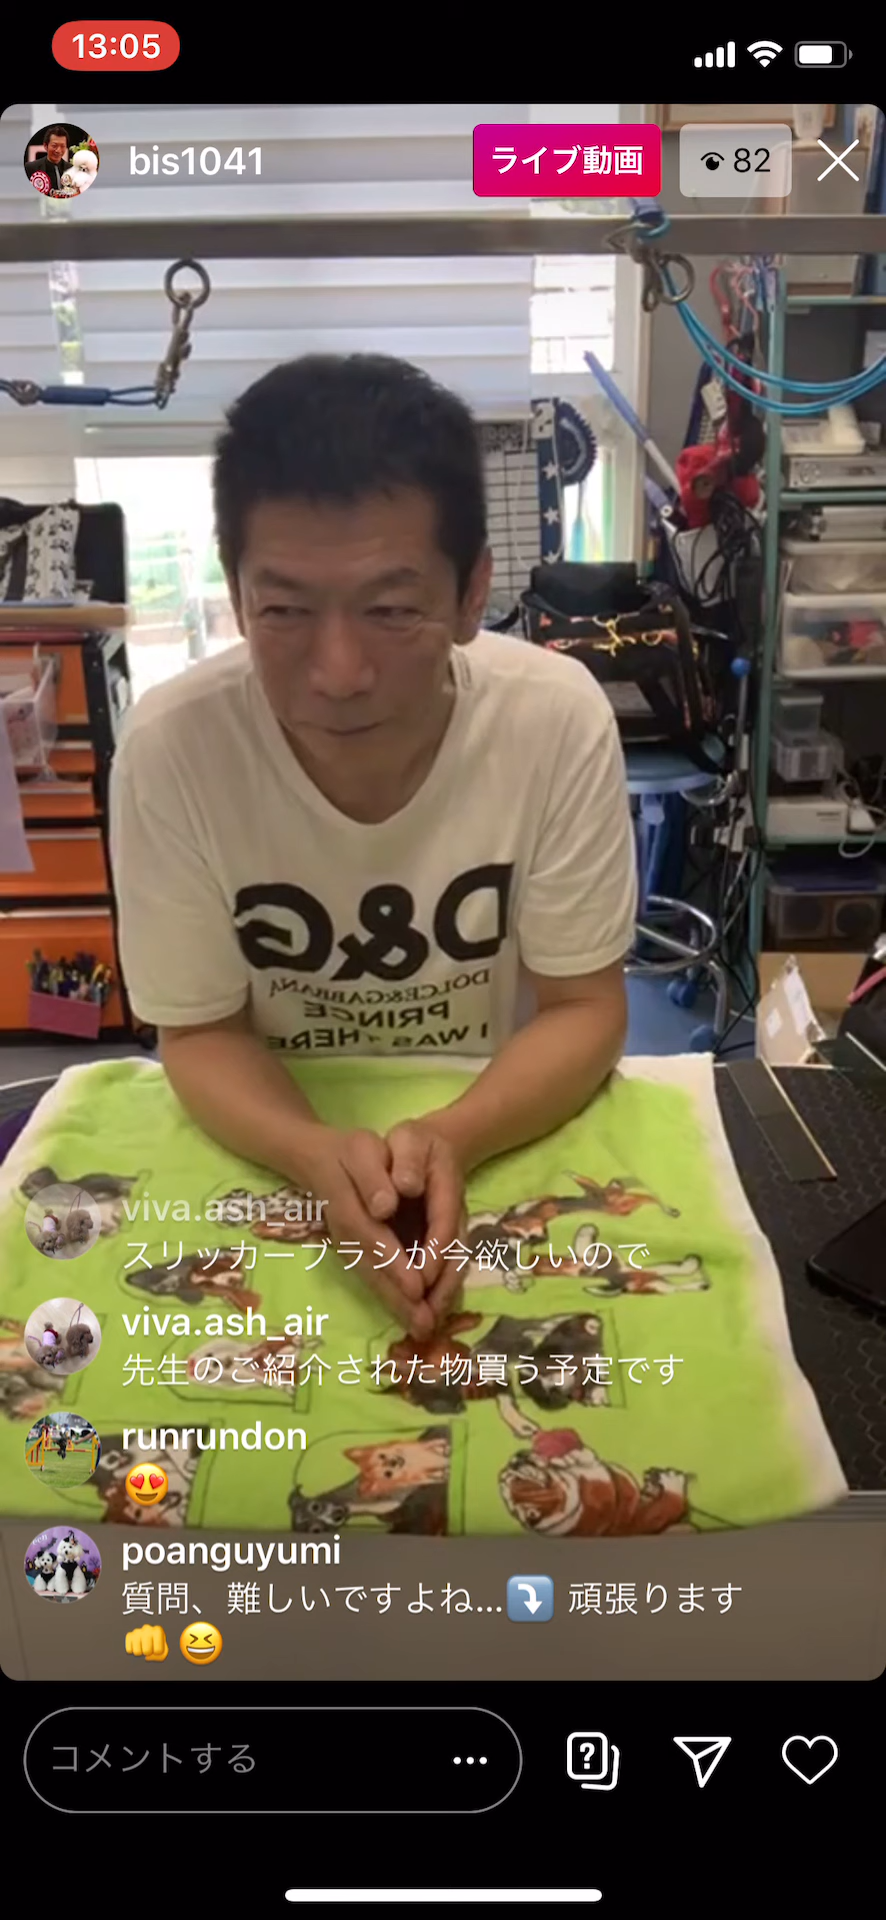 13:05
bis1041
ライブ動画
82
D&G
DOLCE&GABBANA
PRINCE
I WAS HERE
viva.ash_air
スリッカーブラシが今欲しいので
viva.ash_air
先生のご紹介された物買う予定です
runrundon
😍
poanguyumi
質問、難しいですよね...⤵️ 頑張ります
👊😆
コメントする